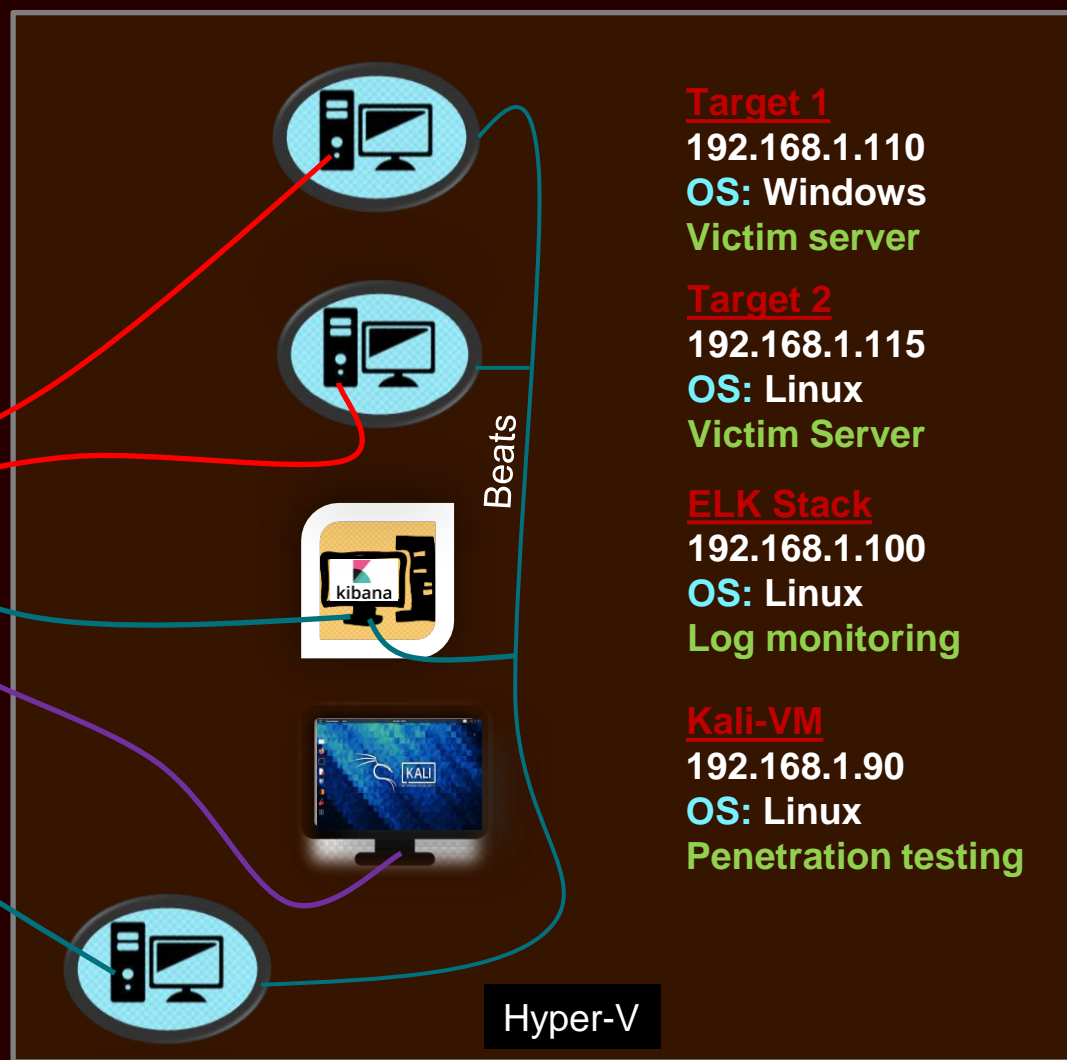 Target 1
192.168.1.110
OS: Windows
Victim server
Target 2
192.168.1.115
OS: Linux
Victim Server
Beats
ELK Stack
192.168.1.100
OS: Linux
Log monitoring
kibana
Kali-VM
192.168.1.90
OS: Linux
Penetration testing
KALI
Hyper-V